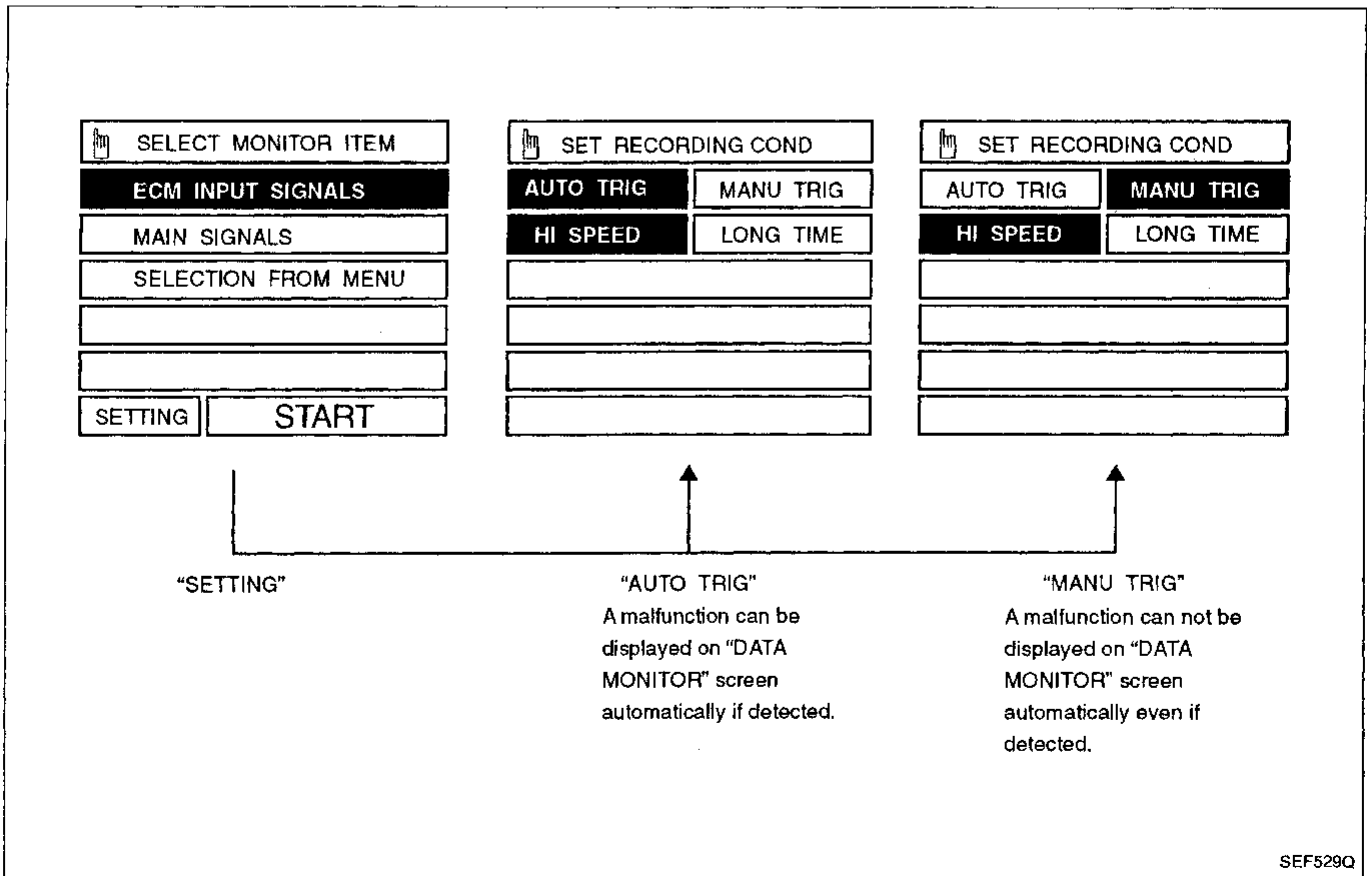 SELECT MONITOR ITEM
ECM INPUT SIGNALS
MAIN SIGNALS
SELECTION FROM MENU
SETTING
START
SET RECORDING COND
AUTO TRIG
MANU TRIG
HI SPEED
LONG TIME
SET RECORDING COND
AUTO TRIG
MANU TRIG
HI SPEED
LONG TIME
"SETTING"
"AUTO TRIG"
A malfunction can be
displayed on "DATA
MONITOR" screen
automatically if detected.
"MANU TRIG"
A malfunction can not be
displayed on "DATA
MONITOR" screen
automatically even if
detected.
SEF529Q